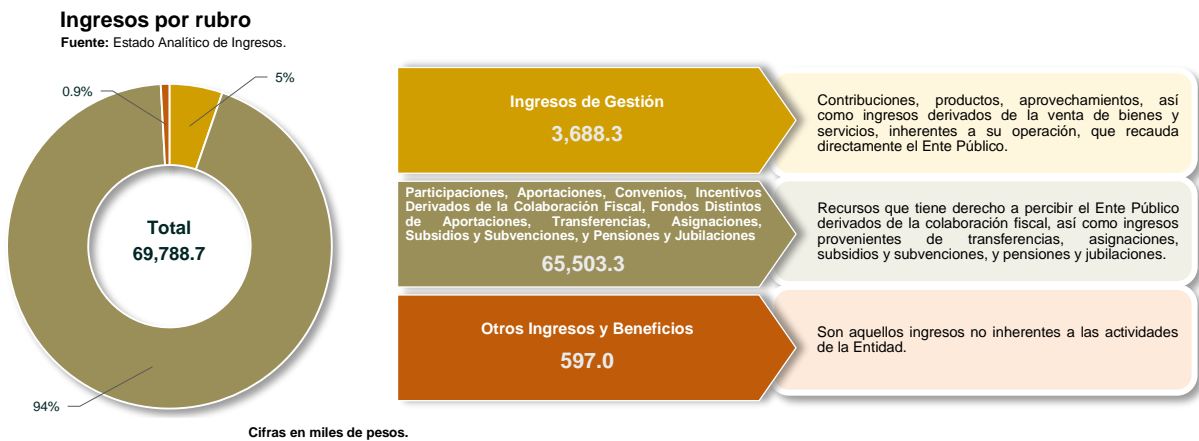 Ingresos por rubro
Fuente: Estado Analítico de Ingresos.
5%
0.9%
Total
69,788.7
94%
Ingresos de Gestión
3,688.3
Contribuciones, productos, aprovechamientos, así
como ingresos derivados de la venta de bienes y
servicios, inherentes a su operación, que recauda
directamente el Ente Público.
Participaciones, Aportaciones, Convenios, Incentivos
Derivados de la Colaboración Fiscal, Fondos Distintos
de Aportaciones, Transferencias, Asignaciones,
Subsidios y Subvenciones, y Pensiones y Jubilaciones
65,503.3
Recursos que tiene derecho a percibir el Ente Público
derivados de la colaboración fiscal, así como ingresos
provenientes de transferencias, asignaciones,
subsidios y subvenciones, y pensiones y jubilaciones.
Otros Ingresos y Beneficios
597.0
Son aquellos ingresos no inherentes a las actividades
de la Entidad.
Cifras en miles de pesos.